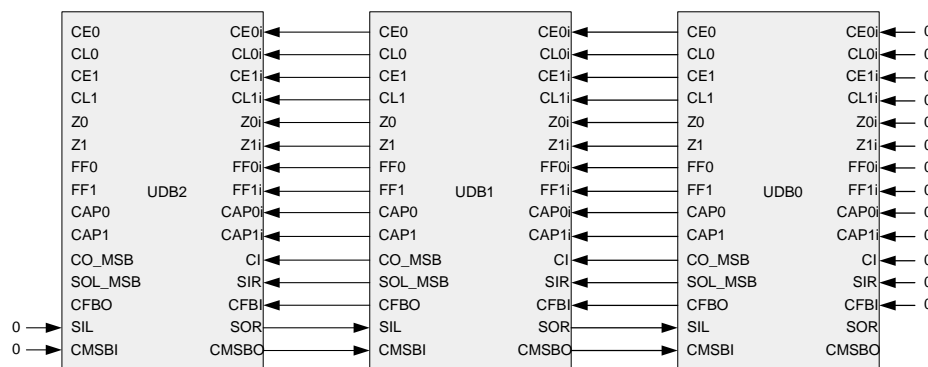 CE0 CE0i CE0 CE0i CE0 CE0i 0
CL0 CL0i CL0 CL0i CL0 CL0i 0
CE1 CE1i CE1 CE1i CE1 CE1i 0
CL1 CL1i CL1 CL1i CL1 CL1i 0
Z0 Z0i Z0 Z0i Z0 Z0i 0
Z1 Z1i Z1 Z1i Z1 Z1i 0
FF0 FF0i FF0 FF0i FF0 FF0i 0
FF1 UDB2 FF1i FF1 UDB1 FF1i FF1 UDB0 FF1i 0
CAP0 CAP0i CAP0 CAP0i CAP0 CAP0i 0
CAP1 CAP1i CAP1 CAP1i CAP1 CAP1i 0
CO_MSB CI CO_MSB CI CO_MSB CI 0
SOL_MSB SIR SOL_MSB SIR SOL_MSB SIR 0
CFBO CFBI CFBO CFBI CFBO CFBI 0
0 SIL SOR SIL SOR SIL SOR
0 CMSBI CMSBO CMSBI CMSBO CMSBI CMSBO